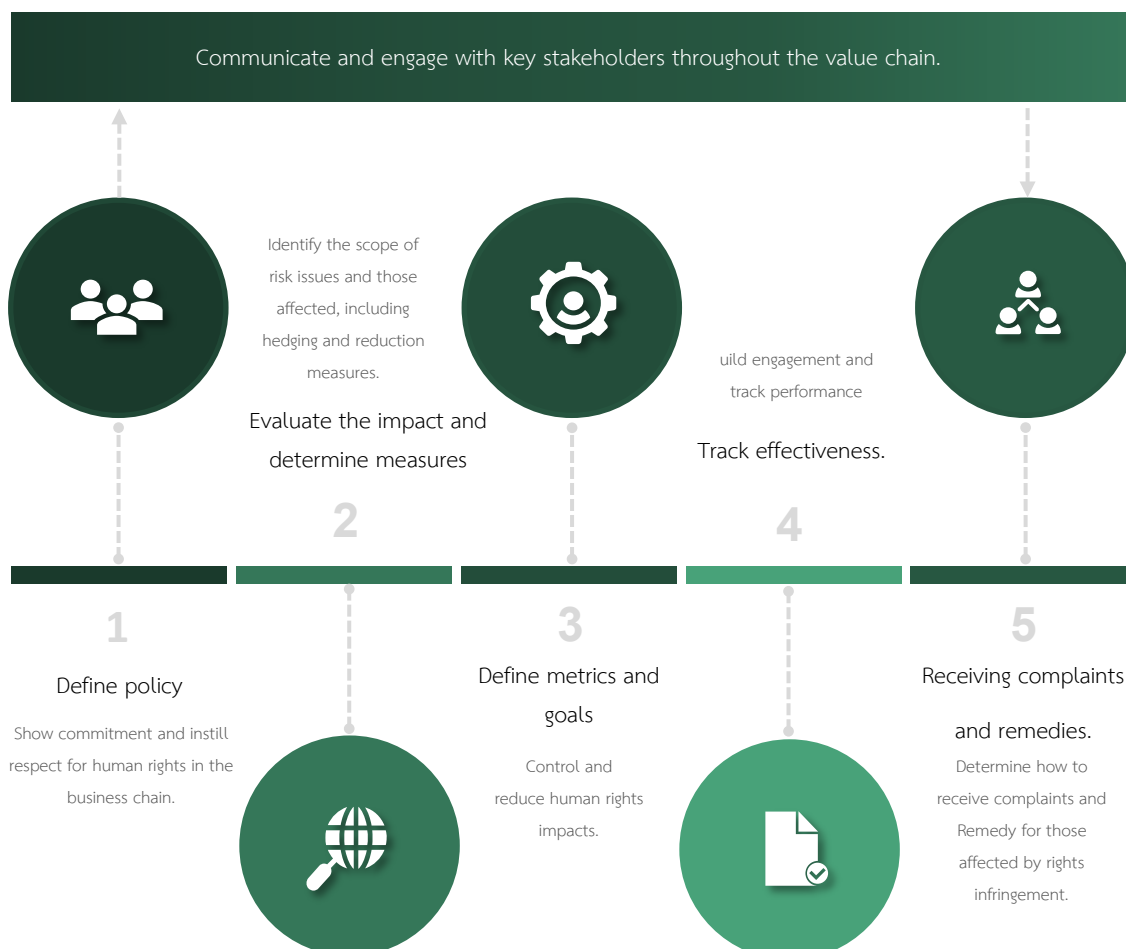 Communicate and engage with key stakeholders throughout the value chain.
1
Define policy
Show commitment and instill
respect for human rights in the
business chain.
Identify the scope of
risk issues and those
affected, including
hedging and reduction
measures.
Evaluate the impact and
determine measures
2
3
Define metrics and
goals
Control and
reduce human rights
impacts.
uild engagement and
track performance
Track effectiveness.
4
5
Receiving complaints
and remedies.
Determine how to
receive complaints and
Remedy for those
affected by rights
infringement.